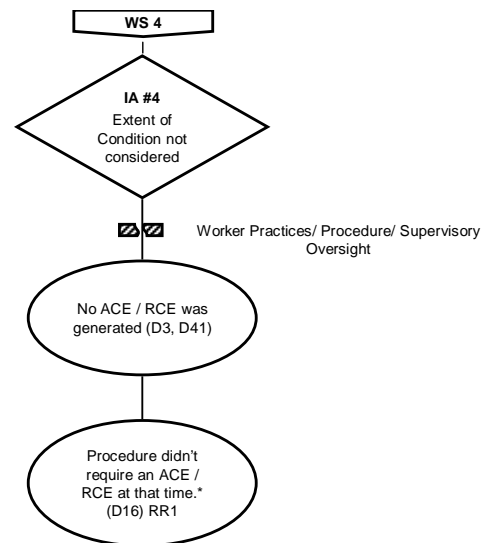 WS 4
IA #4
Extent of
Condition not
considered
Worker Practices/ Procedure/ Supervisory
Oversight
No ACE / RCE was
generated (D3, D41)
Procedure didn't
require an ACE /
RCE at that time.*
(D16) RR1